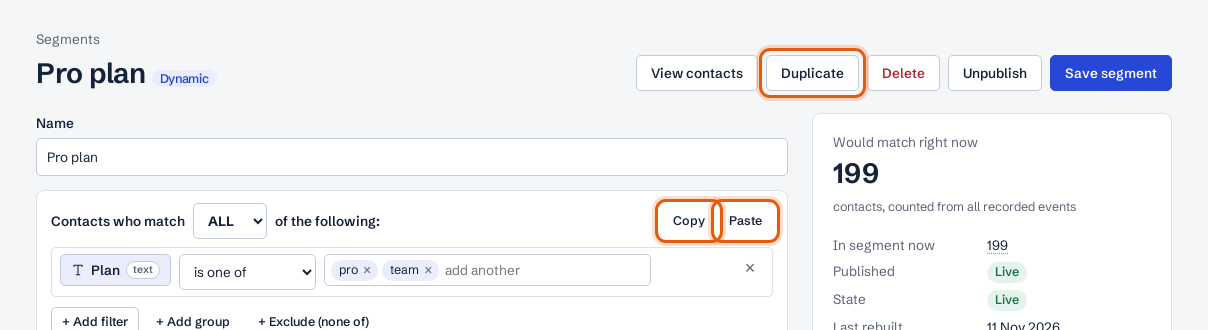 Segments
Pro plan Dynamic
View contacts Duplicate Delete Unpublish Save segment
Name
Pro plan
Contacts who match ALL of the following: Copy Paste
T Plan text is one of pro × team × add another ×
+ Add filter + Add group + Exclude (none of)
Would match right now
199
contacts, counted from all recorded events
In segment now 199
Published Live
State Live
Last rebuilt 11 Nov 2026